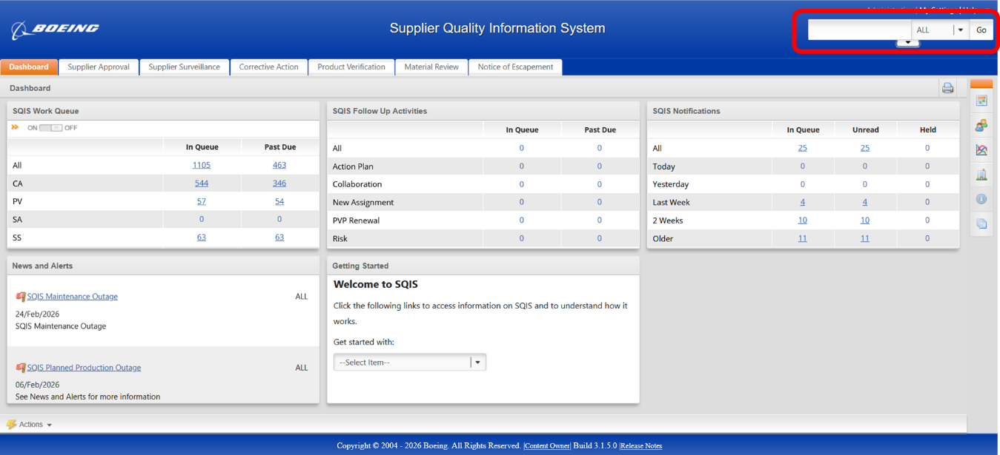 My Settings | Help
BOEING
Supplier Quality Information System
ALL
Go
Dashboard
Supplier Approval
Supplier Surveillance
Corrective Action
Product Verification
Material Review
Notice of Escapement
Dashboard
SQIS Work Queue
ON OFF
In Queue Past Due
All 1105 463
CA 544 346
PV 57 54
SA 0 0
SS 63 63
SQIS Follow Up Activities
In Queue Past Due
All 0 0
Action Plan 0 0
Collaboration 0 0
New Assignment 0 0
PVP Renewal 0 0
Risk 0 0
SQIS Notifications
In Queue Unread Held
All 25 25 0
Today 0 0 0
Yesterday 0 0 0
Last Week 4 4 0
2 Weeks 10 10 0
Older 11 11 0
News and Alerts
SQIS Maintenance Outage ALL
24/Feb/2026
SQIS Maintenance Outage
SQIS Planned Production Outage ALL
06/Feb/2026
See News and Alerts for more information
Getting Started
Welcome to SQIS
Click the following links to access information on SQIS and to understand how it
works.
Get started with:
--Select Item--
Actions
Copyright © 2004 - 2026 Boeing. All Rights Reserved. |Content Owner| Build 3.1.5.0 |Release Notes